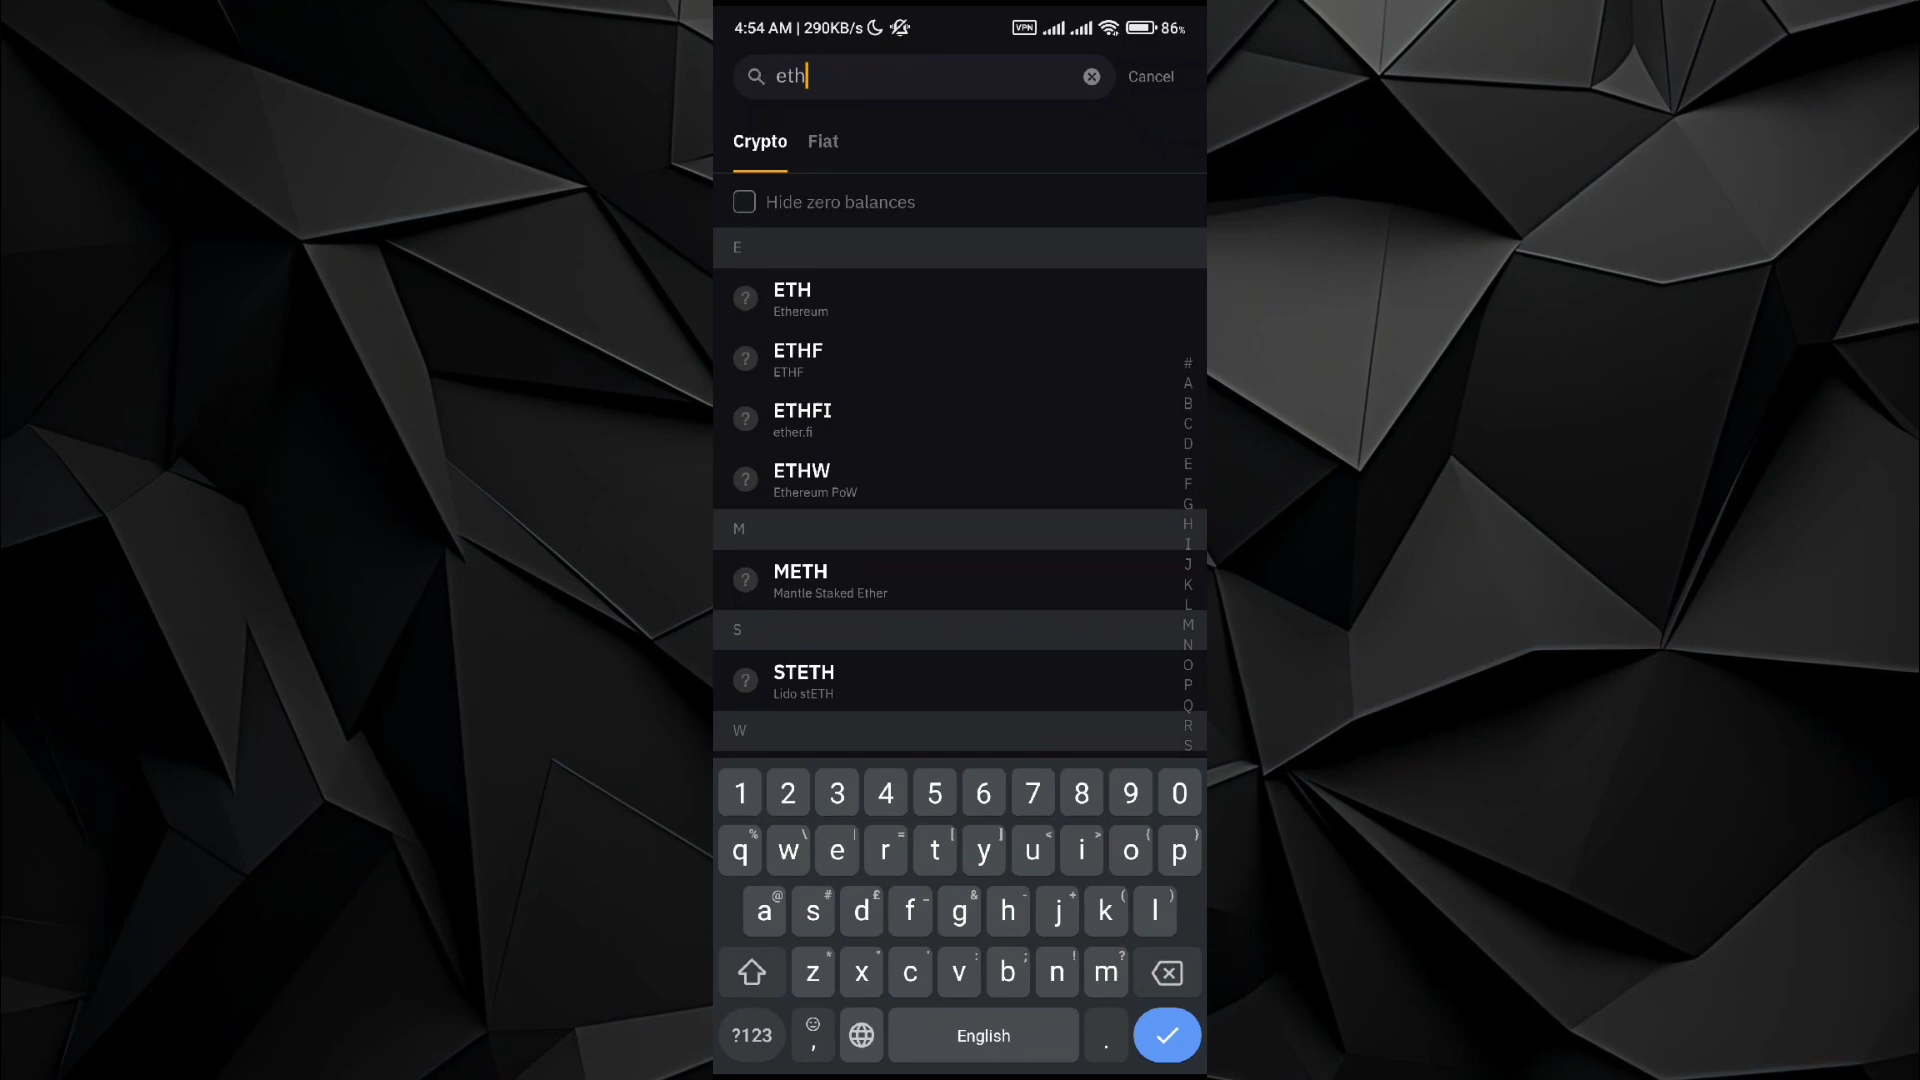 4:54 AM | 290KB/s VPN 86%
eth Cancel
Crypto Fiat
Hide zero balances
E
? ETH
Ethereum
? ETHF
ETHF
? ETHFI
ether.fi
? ETHW
Ethereum PoW
M
? METH
Mantle Staked Ether
S
? STETH
Lido stETH
W
#
A
B
C
D
E
F
G
H
I
J
K
L
M
N
O
P
Q
R
S
1 2 3 4 5 6 7 8 9 0
% \ | = [ ] < > { }
q w e r t y u i o p
@ # £ _ & - + ( )
a s d f g h j k l
* " ' : ; ! ?
z x c v b n m
?123 , English .